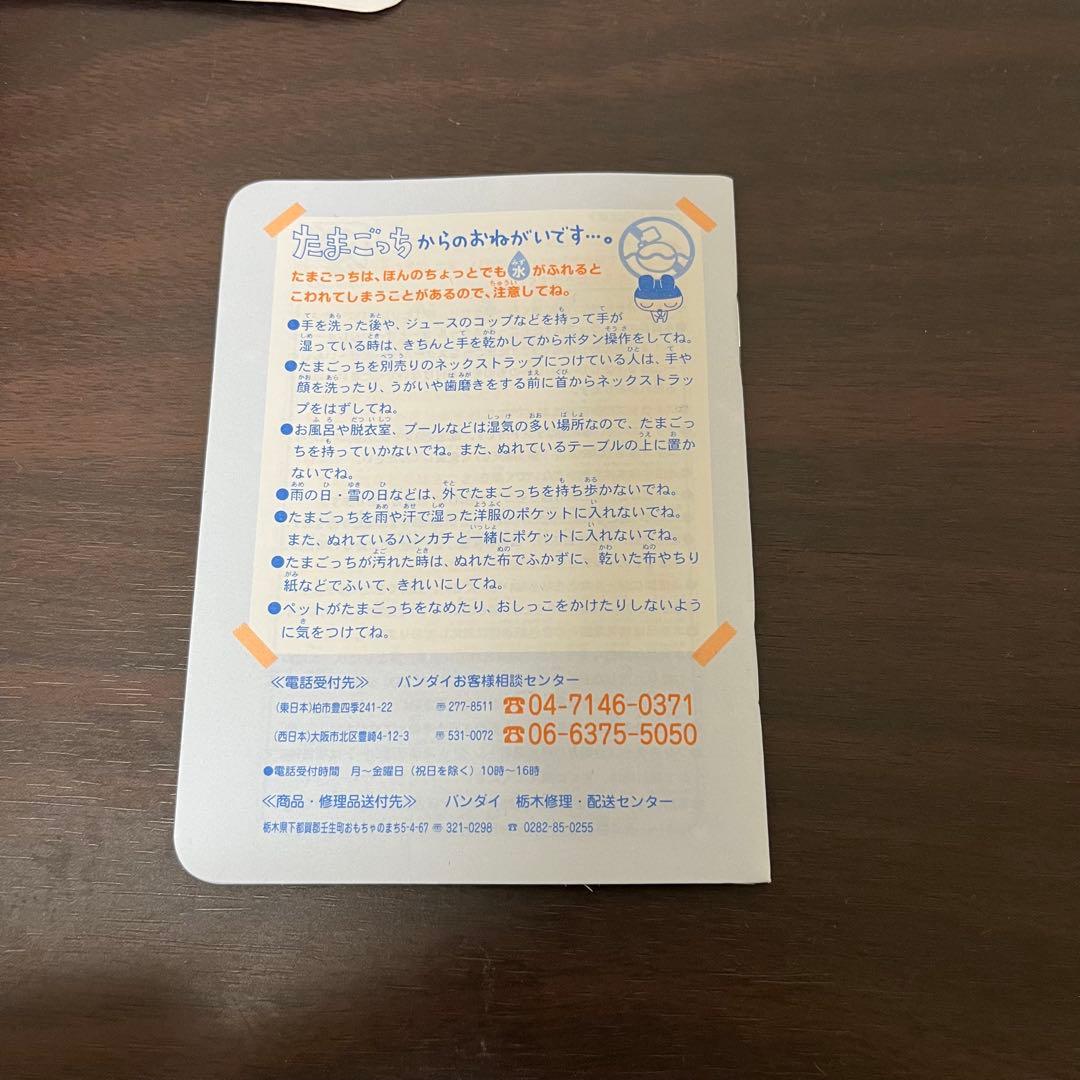 たまごっちからのおねがいです…。
たまごっちは、ほんのちょっとでも水がふれると
こわれてしまうことがあるので、注意してね。
●手を洗った後や、ジュースのコップなどを持って手が
湿っている時は、きちんと手を乾かしてからボタン操作をしてね。
●たまごっちを別売りのネックストラップにつけている人は、手や
顔を洗ったり、うがいや歯磨きをする前に首からネックストラッ
プをはずしてね。
●お風呂や脱衣室、プールなどは湿気の多い場所なので、たまごっ
ちを持っていかないでね。また、ぬれているテーブルの上に置か
ないでね。
●雨の日・雪の日などは、外でたまごっちを持ち歩かないでね。
●たまごっちを雨や汗で湿った洋服のポケットに入れないでね。
また、ぬれているハンカチと一緒にポケットに入れないでね。
●たまごっちが汚れた時は、ぬれた布でふかずに、乾いた布やちり
紙などでふいて、きれいにしてね。
●ペットがたまごっちをなめたり、おしっこをかけたりしないよう
に気をつけてね。
≪電話受付先≫ バンダイお客様相談センター
(東日本)柏市豊四季241-22 〠277-8511 ☎04-7146-0371
(西日本)大阪市北区豊崎4-12-3 〠531-0072 ☎06-6375-5050
●電話受付時間 月〜金曜日（祝日を除く）10時〜16時
≪商品・修理品送付先≫ バンダイ 栃木修理・配送センター
栃木県下都賀郡壬生町おもちゃのまち5-4-67 〠321-0298 ☎0282-85-0255